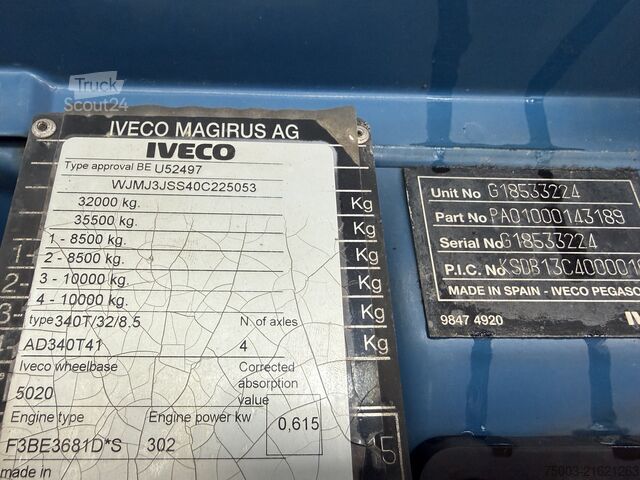 Truck
Scout24
IVECO MAGIRUS AG
IVECO
Type approval BE U52497
WJMJ3JSS40C225053
32000 kg. Kg
35500 kg. Kg
1 - 8500 kg. Kg
2 - 8500 kg. Kg
3 - 10000 kg. Kg
4 - 10000 kg. Kg
type 340T/32/8.5 N. of axles
AD340T41 4 Kg
Iveco wheelbase Corrected
absorption
value
5020
Engine type Engine power kw 0,615
F3BE3681D*S 302
made in
Unit No G18533224
Part No PA01000143189
Serial No G18533224
P.I.C. No KSDB13C400001
MADE IN SPAIN - IVECO PEGASO
9847 4920